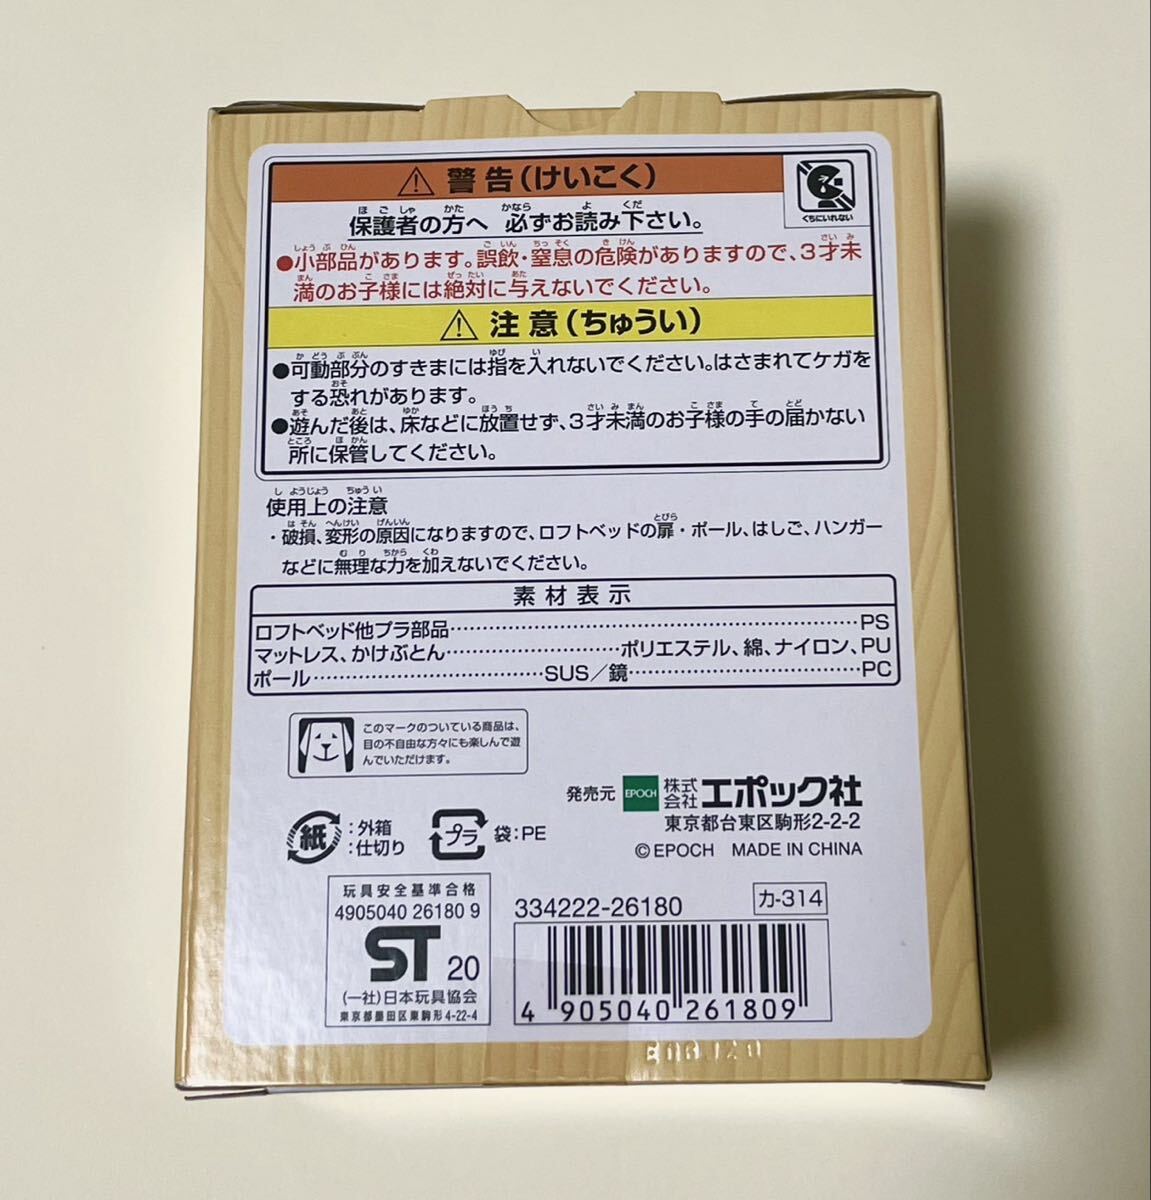 ⚠ 警告(けいこく)
くちにいれない
保護者の方へ 必ずお読み下さい。
●小部品があります。誤飲・窒息の危険がありますので、3才未
満のお子様には絶対に与えないでください。
⚠ 注意(ちゅうい)
●可動部分のすきまには指を入れないでください。はさまれてケガを
する恐れがあります。
●遊んだ後は、床などに放置せず、3才未満のお子様の手の届かない
所に保管してください。
使用上の注意
・破損、変形の原因になりますので、ロフトベッドの扉・ポール、はしご、ハンガー
などに無理な力を加えないでください。
素材表示
ロフトベッド他プラ部品……PS
マットレス、かけぶとん……ポリエステル、綿、ナイロン、PU
ポール……SUS/鏡……PC
このマークのついている商品は、
目の不自由な方々にも楽しんで遊
んでいただけます。
発売元 EPOCH 株式会社 エポック社
東京都台東区駒形2-2-2
©EPOCH MADE IN CHINA
紙 :外箱
:仕切り
プラ 袋:PE
玩具安全基準合格
4905040 26180 9
ST 20
(一社)日本玩具協会
東京都墨田区東駒形4-22-4
334222-26180
カ-314
4 905040 261809